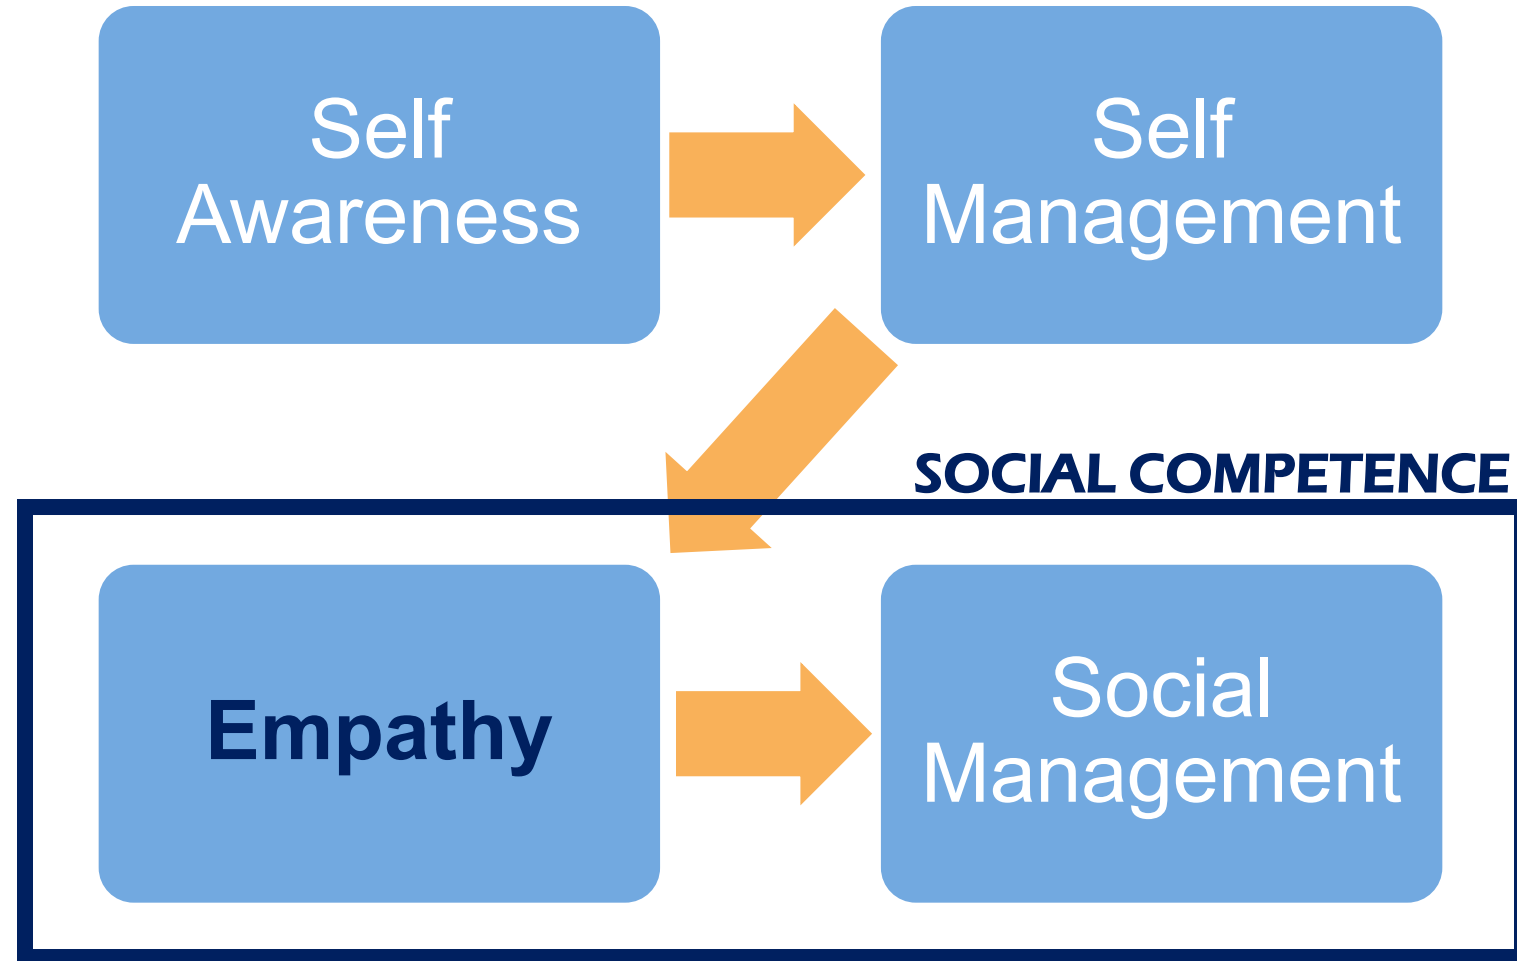 Self
Awareness
Self
Management
SOCIAL COMPETENCE
Empathy
Social
Management